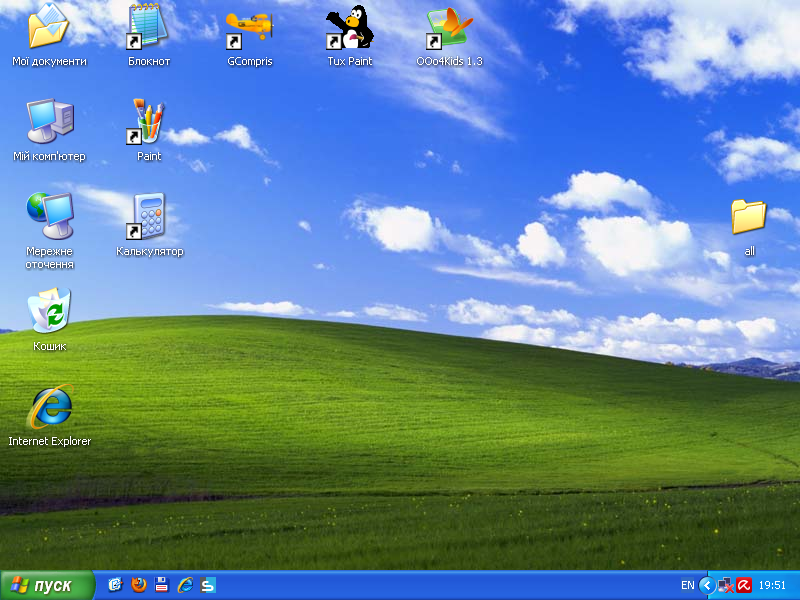 Мої документи
Блокнот
GCompris
Tux Paint
OOo4Kids 1.3
Мій комп'ютер
Paint
Мережне
оточення
Калькулятор
all
Кошик
Internet Explorer
пуск
EN
19:51